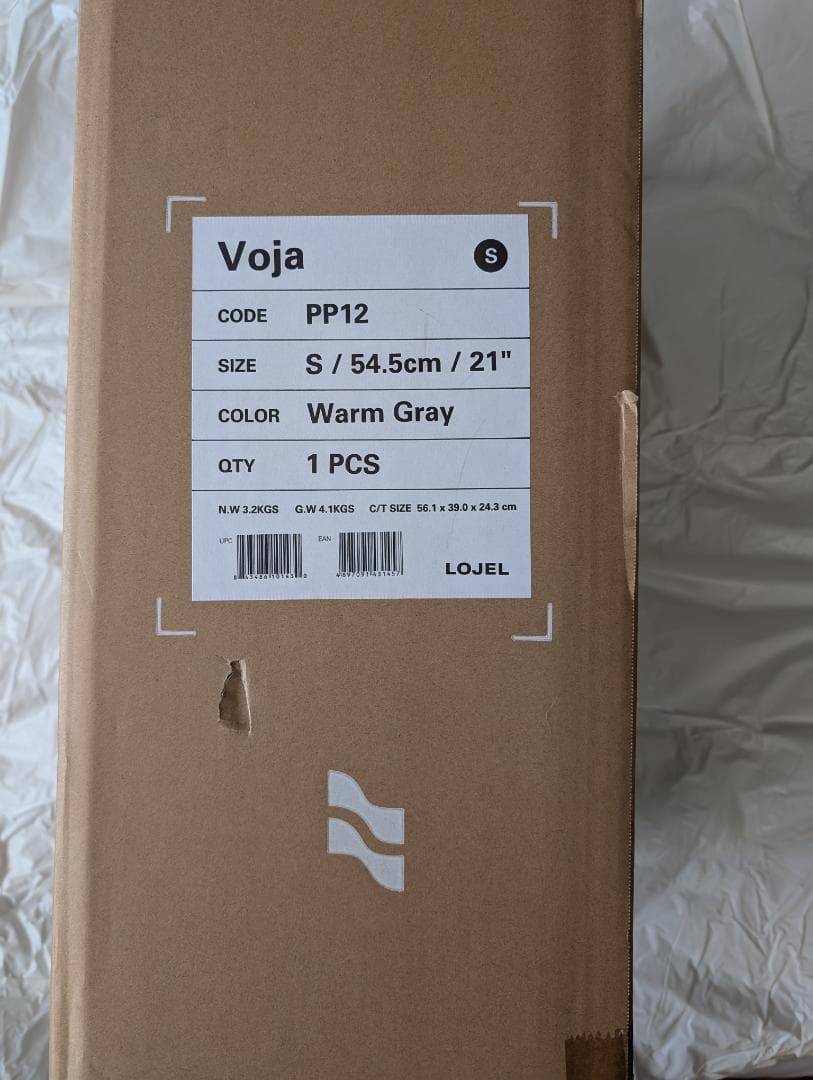 Voja S
CODE PP12
SIZE S / 54.5cm / 21"
COLOR Warm Gray
QTY 1 PCS
N.W 3.2KGS G.W 4.1KGS C/T SIZE 56.1 x 39.0 x 24.3 cm
UPC EAN
LOJEL